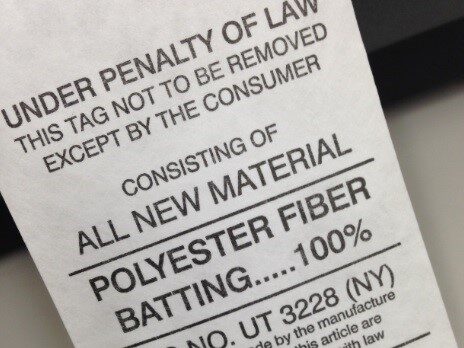 UNDER PENALTY OF LAW
THIS TAG NOT TO BE REMOVED
EXCEPT BY THE CONSUMER
CONSISTING OF
ALL NEW MATERIAL
POLYESTER FIBER
BATTING.....100%
NO. UT 3228 (NY)
by the manufacture
this article are
with law